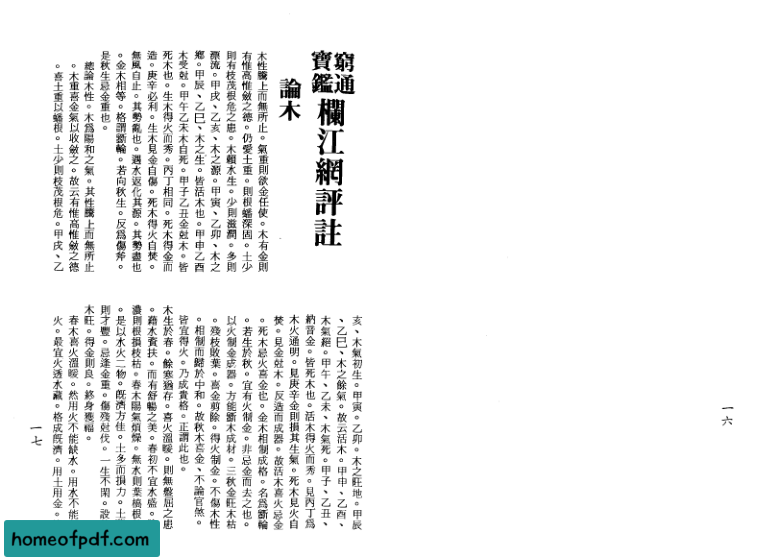 一六
窮通寶鑑 欄江網評註
論木
木性騰上而無所止。氣重則欲金任使。木有金則
有惟高惟斂之德。仍愛土重。則根蟠深固。土少
則有枝茂根危之患。木賴水生。少則滋潤。多則
漂流。甲戌、乙亥、木之源。甲寅、乙卯、木之
鄉。甲辰、乙巳、木之生。皆活木也。甲申乙酉
木受尅。甲午乙未木自死。甲子乙丑金尅木。皆
死木也。生木得火而秀。丙丁相同。死木得金而
造。庚辛必利。生木見金自傷。死木得火自焚。
無風自止。其勢亂也。遇水返化其源。其勢盡也
。金木相等。格謂斲輪。若向秋生。反爲傷斧。
是秋生忌金重也。
總論木性。木爲陽和之氣。其性騰上而無所止
。木重喜金氣以收斂之。故云有惟高惟斂之德
。喜土重以蟠根。土少則枝茂根危。甲戌、乙
亥、木氣初生。甲寅。乙卯。木之旺地。甲辰
、乙巳、木之餘氣。故云活木。甲申、乙酉、
木氣絕。甲午、乙未、木氣死。甲子、乙丑、
納音金。皆死木也。活木得火而秀。見丙丁爲
木火通明。見庚辛金則損其生氣。死木見火自
焚。見金尅木。反造而成器。故活木喜火忌金
。死木忌火喜金也。金木相制成格。名爲斲輪
。若生於秋。宜有火制金。非忌金而去之也。
以火制金成器。方能斲木成材。三秋金旺木枯
。殘枝敗葉。喜金剪除。得火制金。不傷木性
。相制而歸於中和。故秋木喜金、不論官煞。
皆宜得火。乃成貴格。正謂此也。
木生於春。餘寒猶存。喜火溫暖。則無盤屈之患
。藉水資扶。而有舒暢之美。春初不宜水盛。
濃則根損枝枯。春木陽氣煩燥。無水則葉槁根
。是以水火二物。既濟方佳。土多而損力。土
則才豐。忌逢金重。傷殘尅伐。一生不閑。設
木旺。得金則良。終身獲福。
春木喜火溫暖。然用火不能缺水。用水不能
火。最宜火透水藏。格成既濟。用土用金。
一七
homeofpdf.com